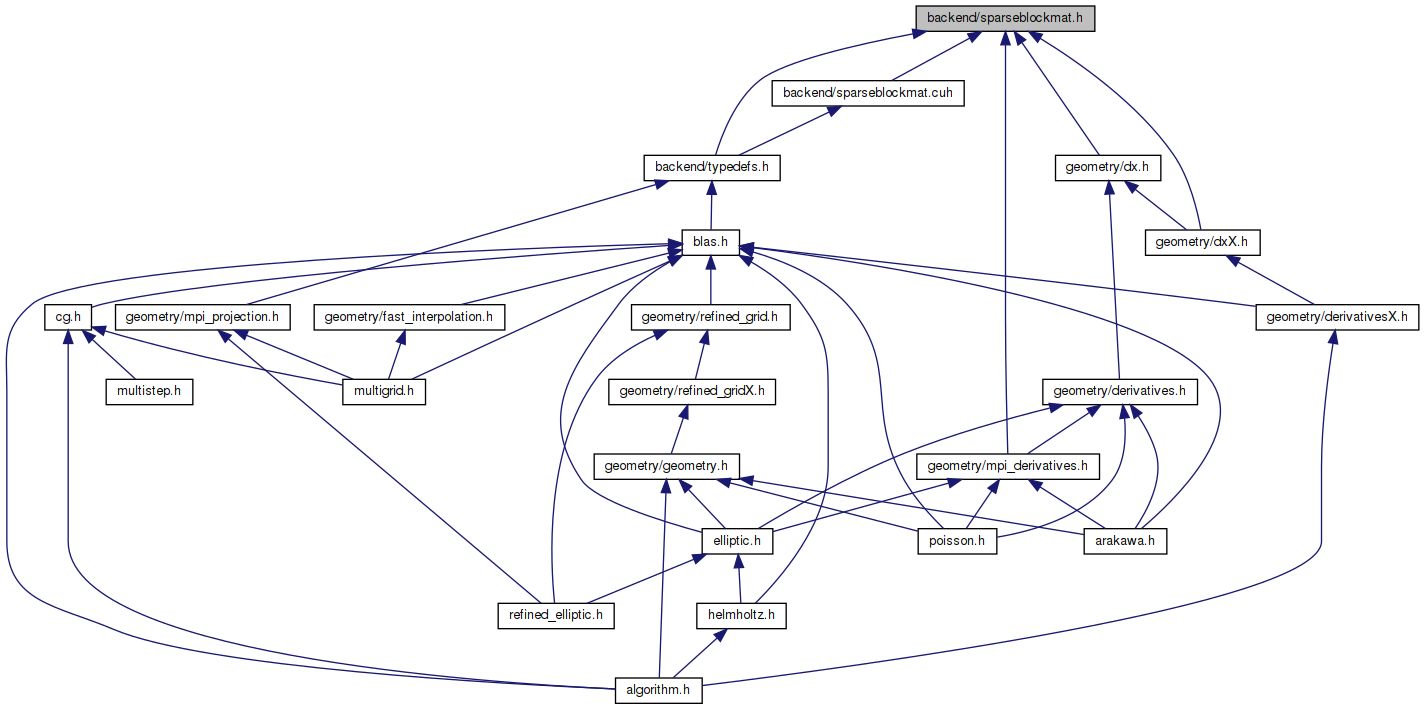 backend/sparseblockmat.h
backend/sparseblockmat.cuh
backend/typedefs.h
geometry/dx.h
blas.h
geometry/dxX.h
cg.h
geometry/mpi_projection.h
geometry/fast_interpolation.h
geometry/refined_grid.h
geometry/derivativesX.h
multistep.h
multigrid.h
geometry/refined_gridX.h
geometry/derivatives.h
geometry/geometry.h
geometry/mpi_derivatives.h
elliptic.h
poisson.h
arakawa.h
refined_elliptic.h
helmholtz.h
algorithm.h